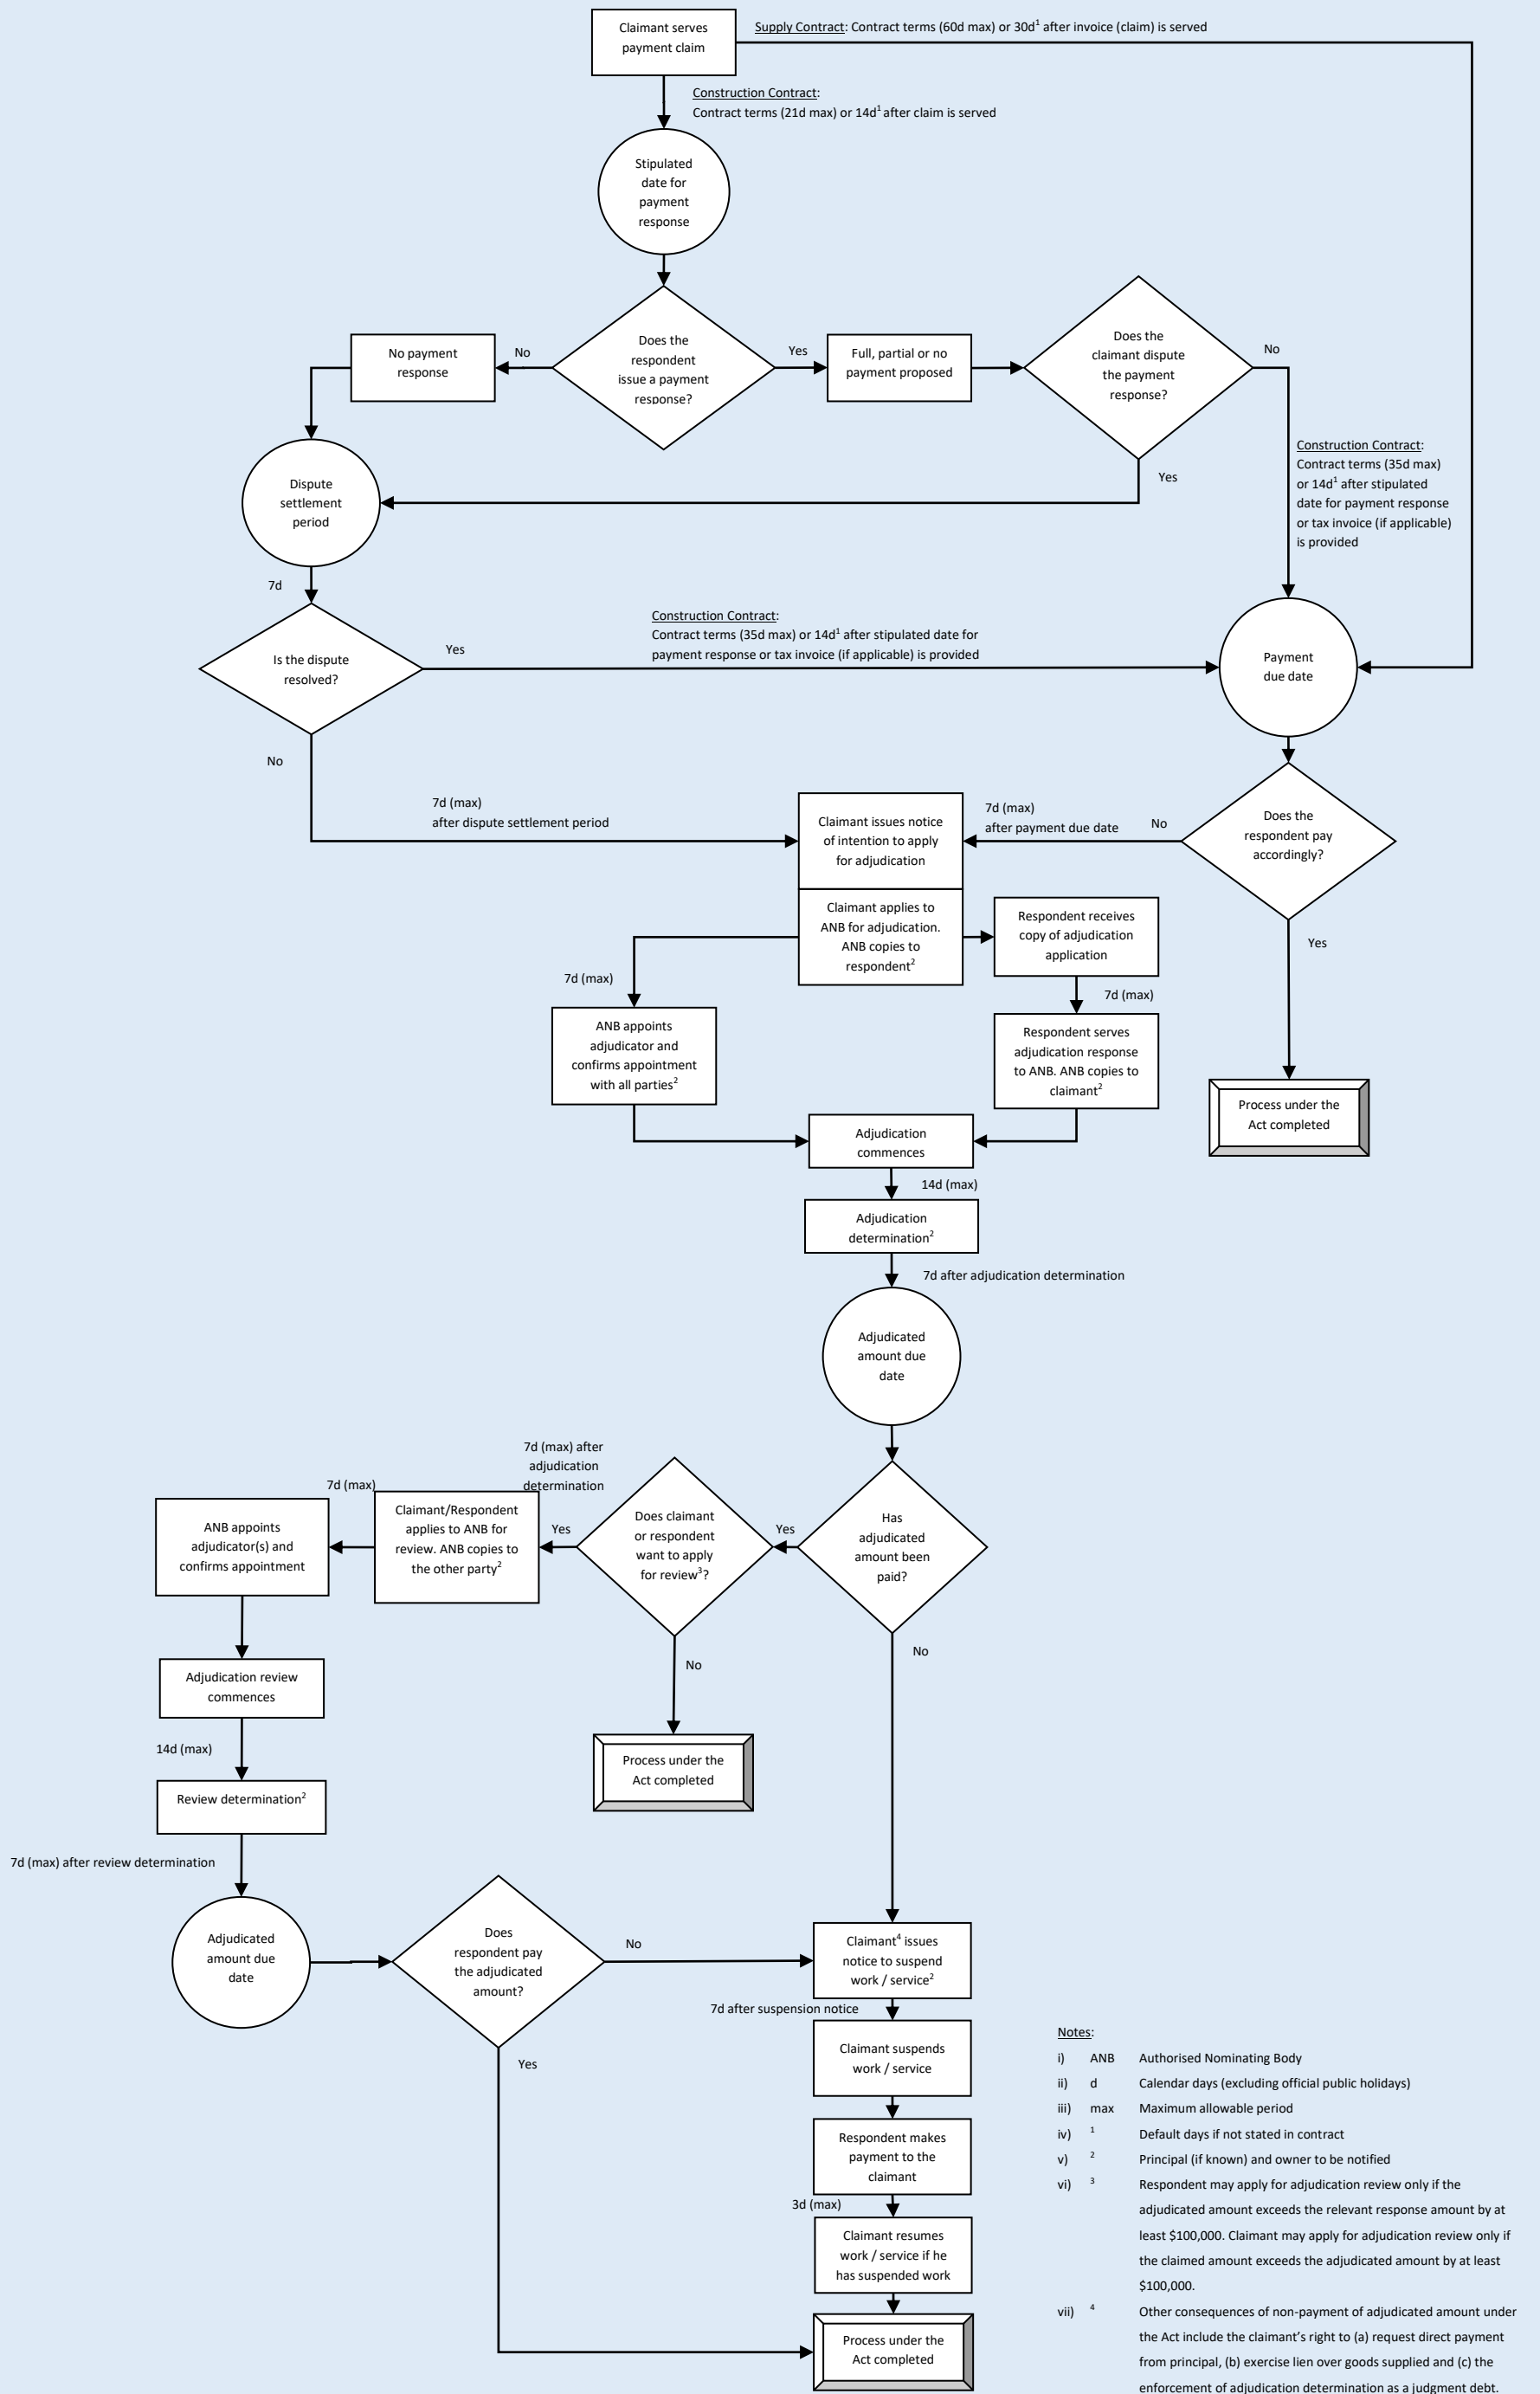 Claimant serves
payment claim
Supply Contract: Contract terms (60d max) or 30d¹ after invoice (claim) is served
Construction Contract:
Contract terms (21d max) or 14d¹ after claim is served
Stipulated
date for
payment
response
Does the
respondent
issue a payment
response?
No
No payment
response
Yes
Full, partial or no
payment proposed
Does the
claimant dispute
the payment
response?
No
Yes
Construction Contract:
Contract terms (35d max)
or 14d¹ after stipulated
date for payment response
or tax invoice (if applicable)
is provided
Dispute
settlement
period
7d
Is the dispute
resolved?
Yes
Construction Contract:
Contract terms (35d max) or 14d¹ after stipulated date for
payment response or tax invoice (if applicable) is provided
Payment
due date
No
7d (max)
after dispute settlement period
Claimant issues notice
of intention to apply
for adjudication
7d (max)
after payment due date
No
Does the
respondent pay
accordingly?
Yes
Claimant applies to
ANB for adjudication.
ANB copies to
respondent²
Respondent receives
copy of adjudication
application
7d (max)
7d (max)
ANB appoints
adjudicator and
confirms appointment
with all parties²
Respondent serves
adjudication response
to ANB. ANB copies to
claimant²
Process under the
Act completed
Adjudication
commences
14d (max)
Adjudication
determination²
7d after adjudication determination
Adjudicated
amount due
date
Has
adjudicated
amount been
paid?
Yes
No
Does claimant
or respondent
want to apply
for review³?
7d (max) after
adjudication
determination
Yes
No
Claimant/Respondent
applies to ANB for
review. ANB copies to
the other party²
7d (max)
ANB appoints
adjudicator(s) and
confirms appointment
Adjudication review
commences
Process under the
Act completed
14d (max)
Review determination²
7d (max) after review determination
Adjudicated
amount due
date
Does
respondent pay
the adjudicated
amount?
No
Yes
Claimant⁴ issues
notice to suspend
work / service²
7d after suspension notice
Claimant suspends
work / service
Respondent makes
payment to the
claimant
3d (max)
Claimant resumes
work / service if he
has suspended work
Process under the
Act completed
Notes:
i) ANB Authorised Nominating Body
ii) d Calendar days (excluding official public holidays)
iii) max Maximum allowable period
iv) ¹ Default days if not stated in contract
v) ² Principal (if known) and owner to be notified
vi) ³ Respondent may apply for adjudication review only if the
adjudicated amount exceeds the relevant response amount by at
least $100,000. Claimant may apply for adjudication review only if
the claimed amount exceeds the adjudicated amount by at least
$100,000.
vii) ⁴ Other consequences of non-payment of adjudicated amount under
the Act include the claimant's right to (a) request direct payment
from principal, (b) exercise lien over goods supplied and (c) the
enforcement of adjudication determination as a judgment debt.